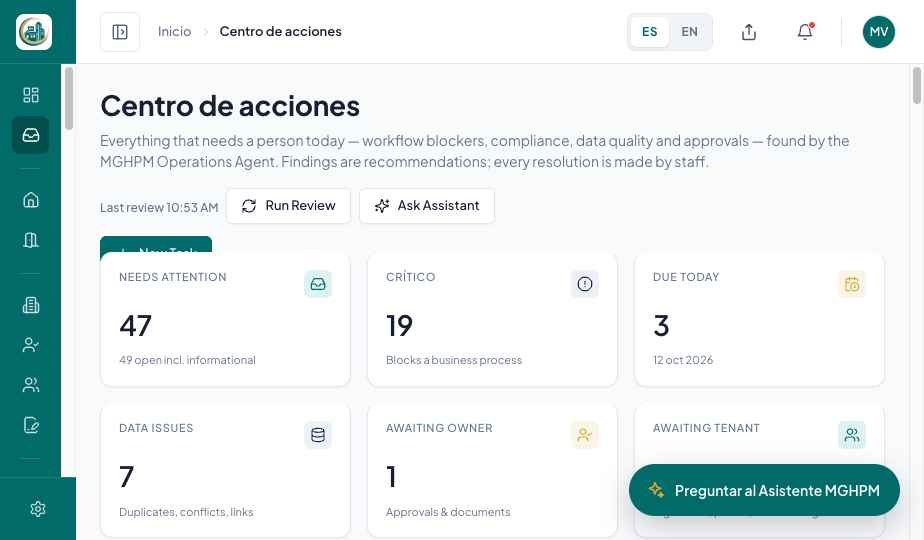 Inicio
Centro de acciones
ES
EN
MV
Centro de acciones
Everything that needs a person today — workflow blockers, compliance, data quality and approvals — found by the
MGHPM Operations Agent. Findings are recommendations; every resolution is made by staff.
Last review 10:53 AM
Run Review
Ask Assistant
New Task
NEEDS ATTENTION
47
49 open incl. informational
CRÍTICO
19
Blocks a business process
DUE TODAY
3
12 oct 2026
DATA ISSUES
7
Duplicates, conflicts, links
AWAITING OWNER
1
Approvals & documents
AWAITING TENANT
Preguntar al Asistente MGHPM